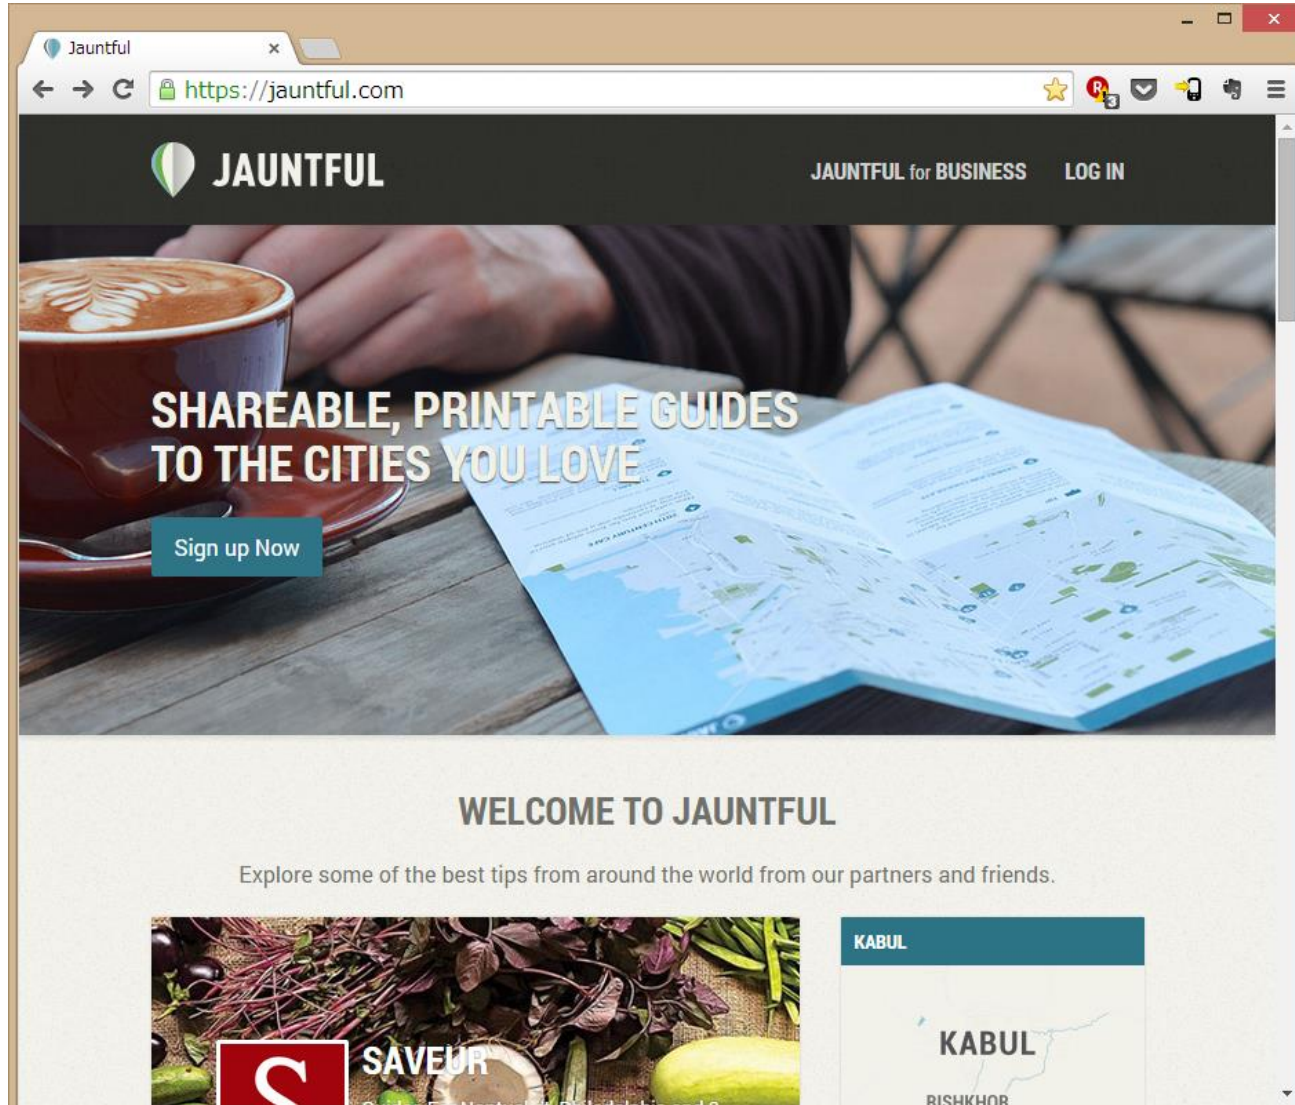 Jauntful
https://jauntful.com
3
JAUNTFUL
JAUNTFUL for BUSINESS
LOG IN
SHAREABLE, PRINTABLE GUIDES
TO THE CITIES YOU LOVE
Sign up Now
WELCOME TO JAUNTFUL
Explore some of the best tips from around the world from our partners and friends.
KABUL
KABUL
BISHKHOR
S
SAVEUR